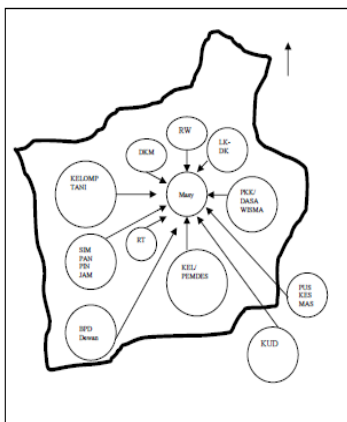 RW
LK-
DK
DKM
KELOMP
TANI
Masy
PKK/
DASA
WISMA
RT
SIM
PAN
PIN
JAM
KEL/
PEMDES
PUS
KES
MAS
BPD
Dewan
KUD